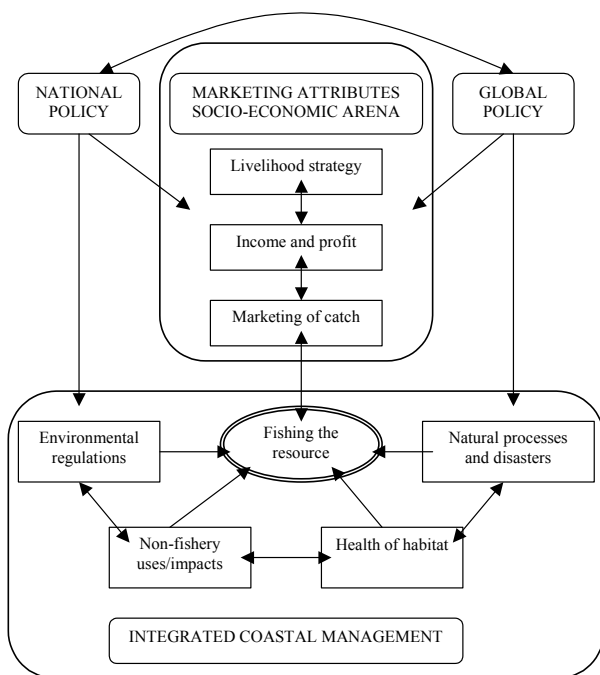 NATIONAL
POLICY
MARKETING ATTRIBUTES
SOCIO-ECONOMIC ARENA
GLOBAL
POLICY
Livelihood strategy
Income and profit
Marketing of catch
Environmental
regulations
Fishing the
resource
Natural processes
and disasters
Non-fishery
uses/impacts
Health of habitat
INTEGRATED COASTAL MANAGEMENT